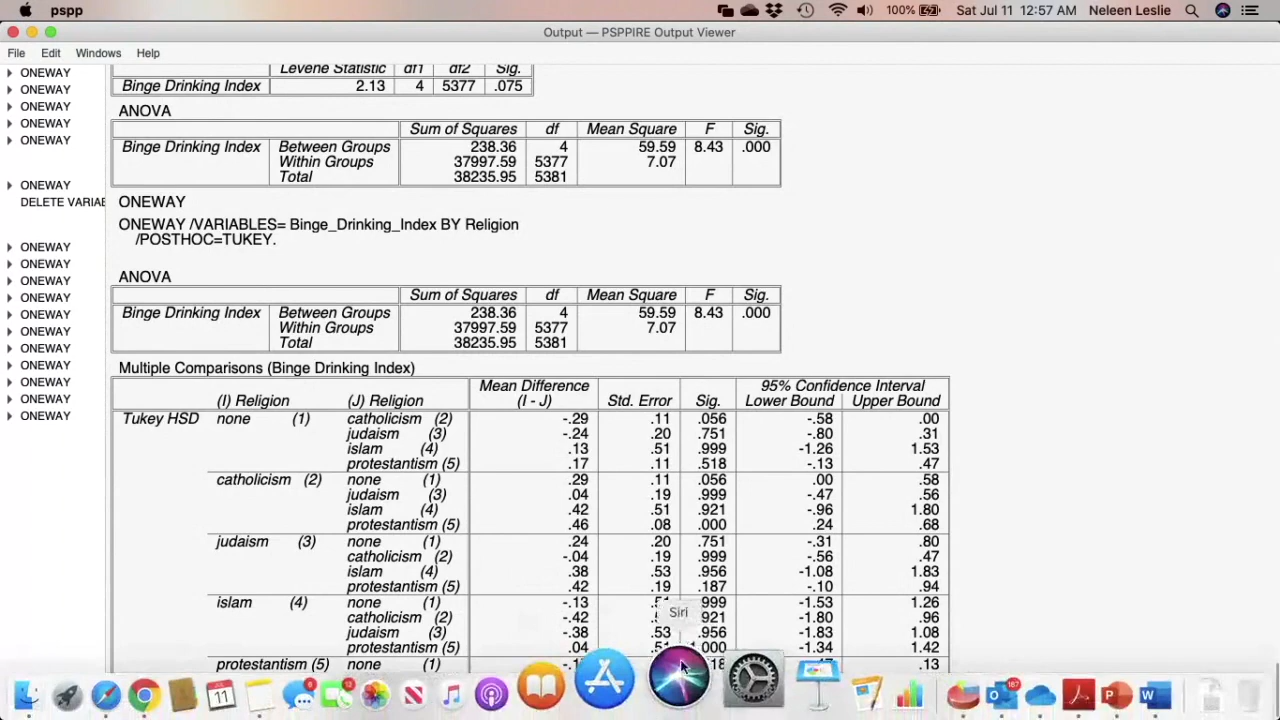 pspp
100%
Sat Jul 11 12:57 AM
Neleen Leslie
Output — PSPPIRE Output Viewer
File Edit Windows Help
ONEWAY
ONEWAY
ONEWAY
ONEWAY
ONEWAY
ONEWAY
DELETE VARIAE
ONEWAY
ONEWAY
ONEWAY
ONEWAY
ONEWAY
ONEWAY
ONEWAY
ONEWAY
ONEWAY
ONEWAY
ONEWAY
Levene Statistic df1 df2 Sig.
Binge Drinking Index 2.13 4 5377 .075
ANOVA
Sum of Squares df Mean Square F Sig.
Binge Drinking Index Between Groups 238.36 4 59.59 8.43 .000
Within Groups 37997.59 5377 7.07
Total 38235.95 5381
ONEWAY
ONEWAY /VARIABLES= Binge_Drinking_Index BY Religion
/POSTHOC=TUKEY.
ANOVA
Sum of Squares df Mean Square F Sig.
Binge Drinking Index Between Groups 238.36 4 59.59 8.43 .000
Within Groups 37997.59 5377 7.07
Total 38235.95 5381
Multiple Comparisons (Binge Drinking Index)
Mean Difference 95% Confidence Interval
(I) Religion (J) Religion (I - J) Std. Error Sig. Lower Bound Upper Bound
Tukey HSD none (1) catholicism (2) -.29 .11 .056 -.58 .00
judaism (3) -.24 .20 .751 -.80 .31
islam (4) .13 .51 .999 -1.26 1.53
protestantism (5) .17 .11 .518 -.13 .47
catholicism (2) none (1) .29 .11 .056 .00 .58
judaism (3) .04 .19 .999 -.47 .56
islam (4) .42 .51 .921 -.96 1.80
protestantism (5) .46 .08 .000 .24 .68
judaism (3) none (1) .24 .20 .751 -.31 .80
catholicism (2) -.04 .19 .999 -.56 .47
islam (4) .38 .53 .956 -1.08 1.83
protestantism (5) .42 .19 .187 -.10 .94
islam (4) none (1) -.13 999 -1.53 1.26
catholicism (2) -.42 921 -1.80 .96
judaism (3) -.38 .53 .956 -1.83 1.08
protestantism (5) .04 .000 -1.34 1.42
protestantism (5) none (1) .13
Siri
11
187